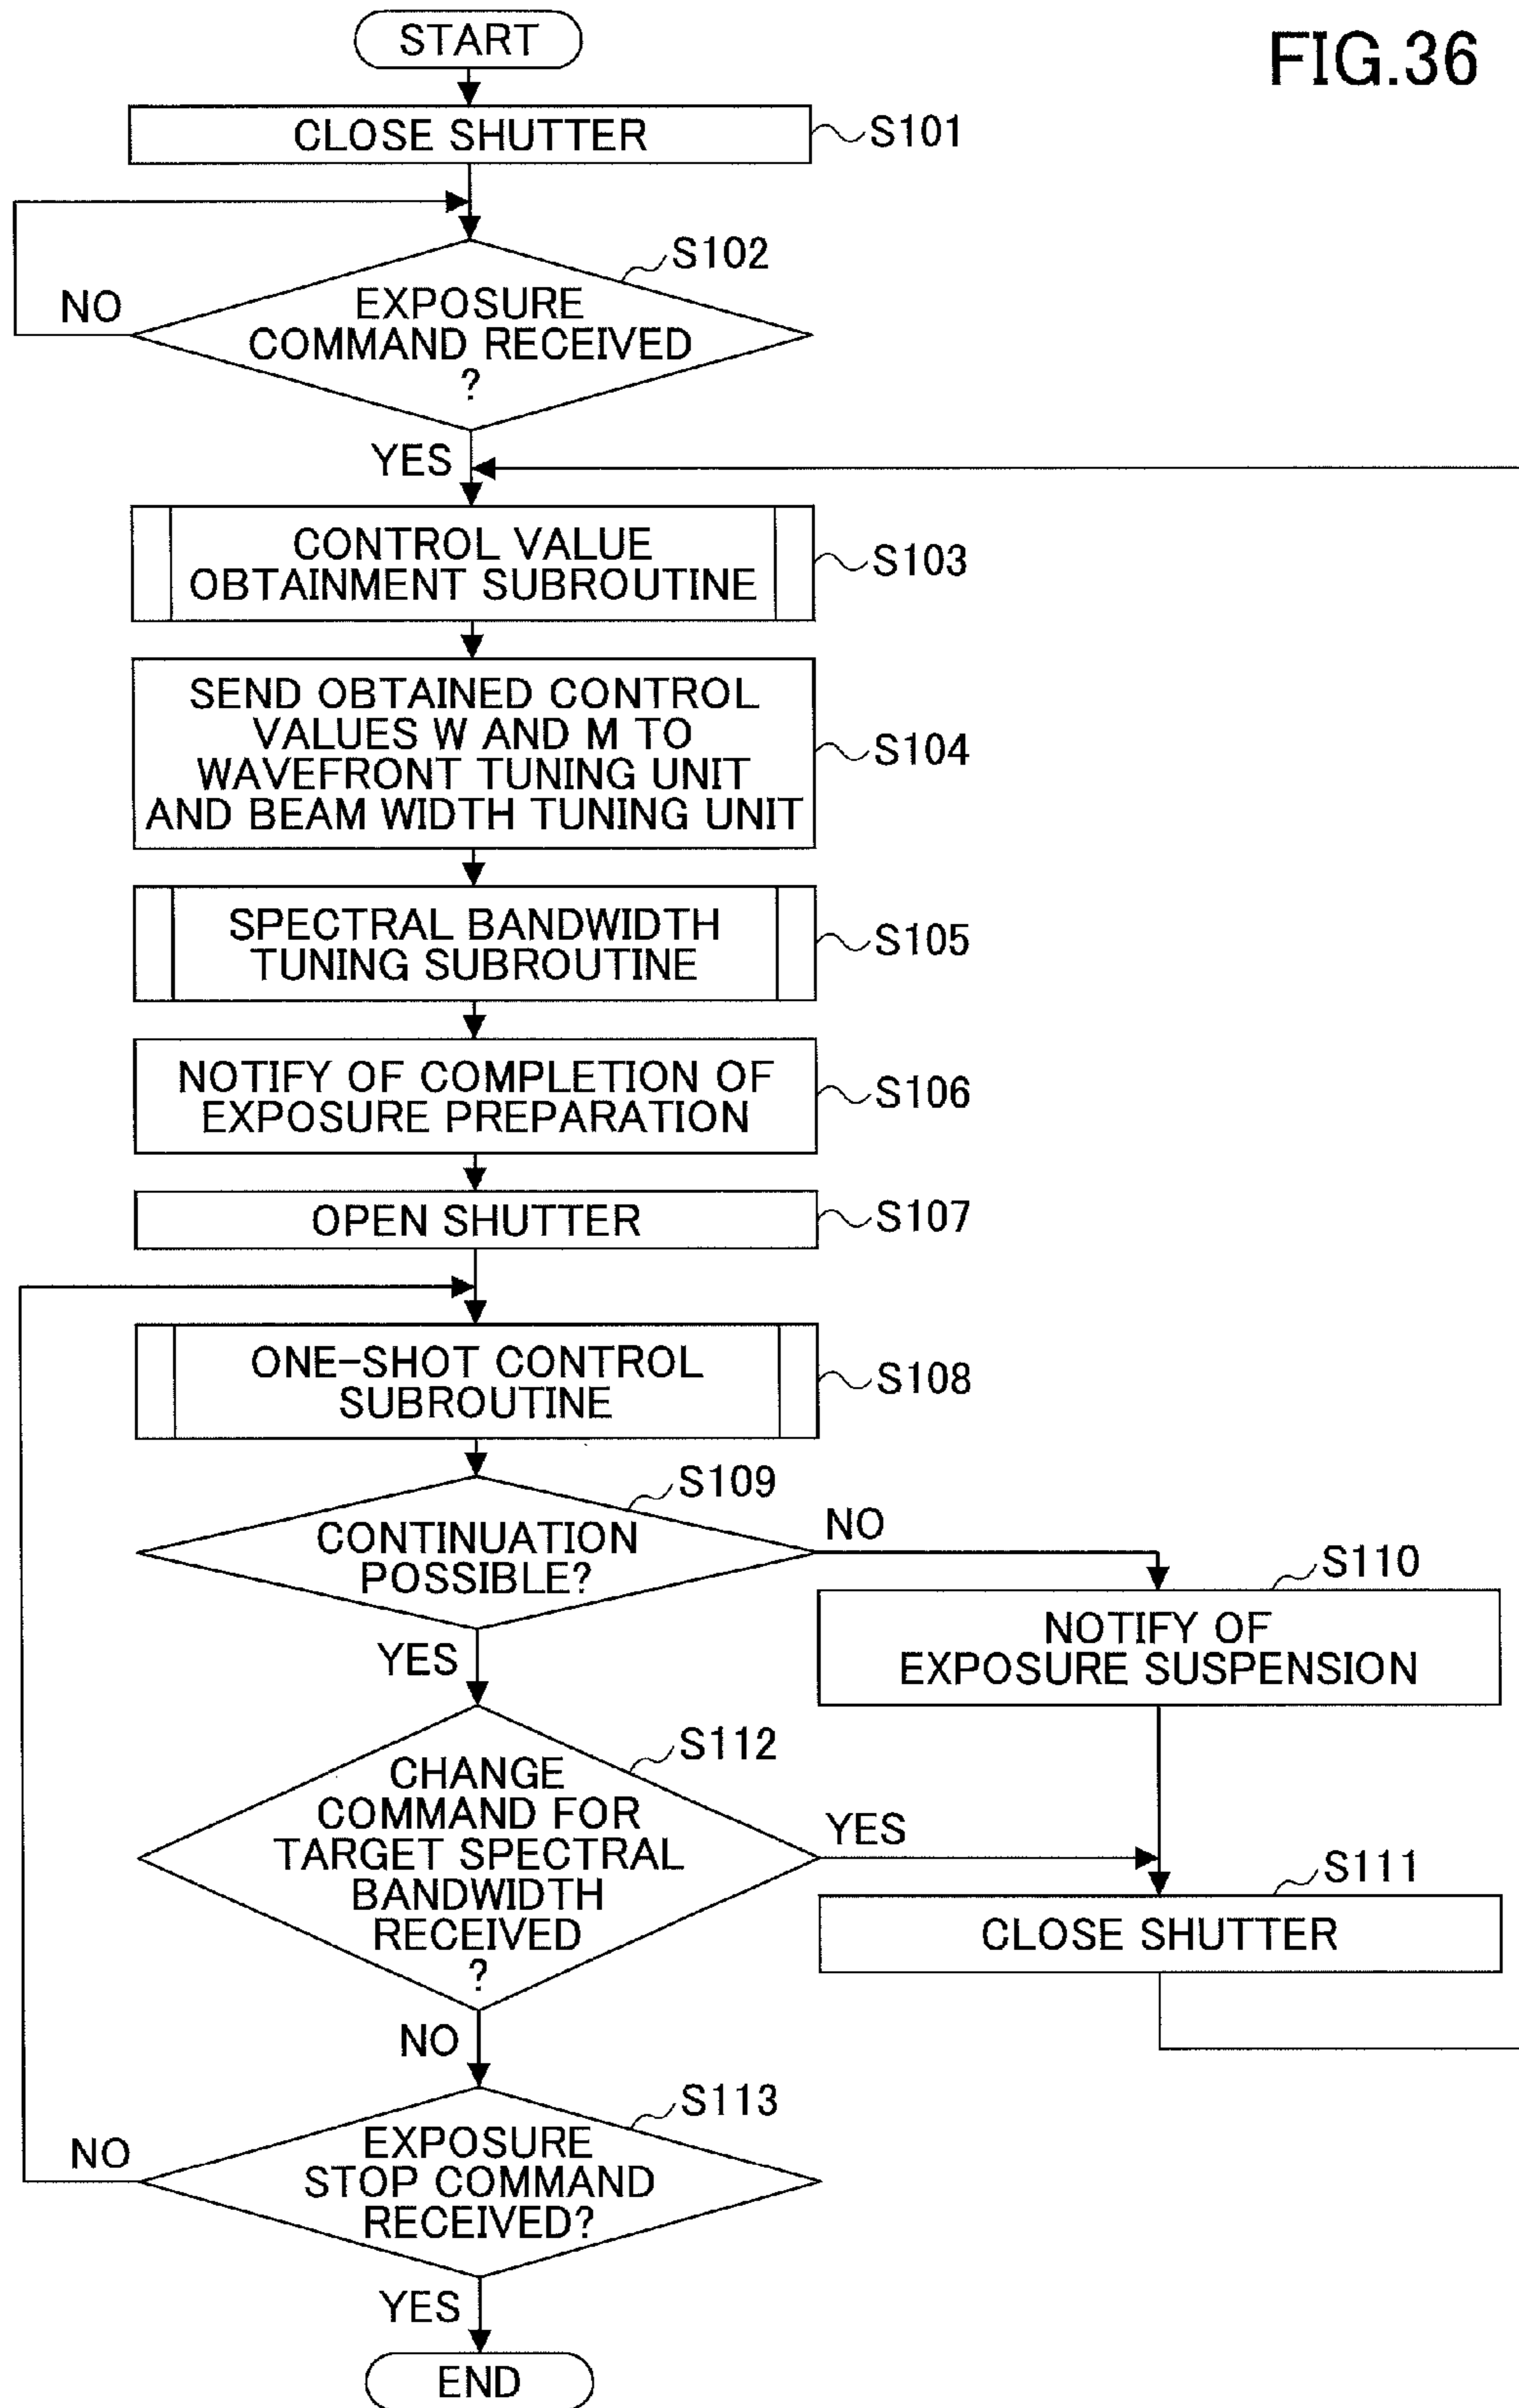 FIG.36
START
CLOSE SHUTTER
S101
S102
NO
EXPOSURE
COMMAND RECEIVED
?
YES
CONTROL VALUE
OBTAINMENT SUBROUTINE
S103
SEND OBTAINED CONTROL
VALUES W AND M TO
WAVEFRONT TUNING UNIT
AND BEAM WIDTH TUNING UNIT
S104
SPECTRAL BANDWIDTH
TUNING SUBROUTINE
S105
NOTIFY OF COMPLETION OF
EXPOSURE PREPARATION
S106
OPEN SHUTTER
S107
ONE-SHOT CONTROL
SUBROUTINE
S108
S109
CONTINUATION
POSSIBLE?
NO
S110
NOTIFY OF
EXPOSURE SUSPENSION
YES
S112
CHANGE
COMMAND FOR
TARGET SPECTRAL
BANDWIDTH
RECEIVED
?
YES
S111
CLOSE SHUTTER
NO
S113
NO
EXPOSURE
STOP COMMAND
RECEIVED?
YES
END